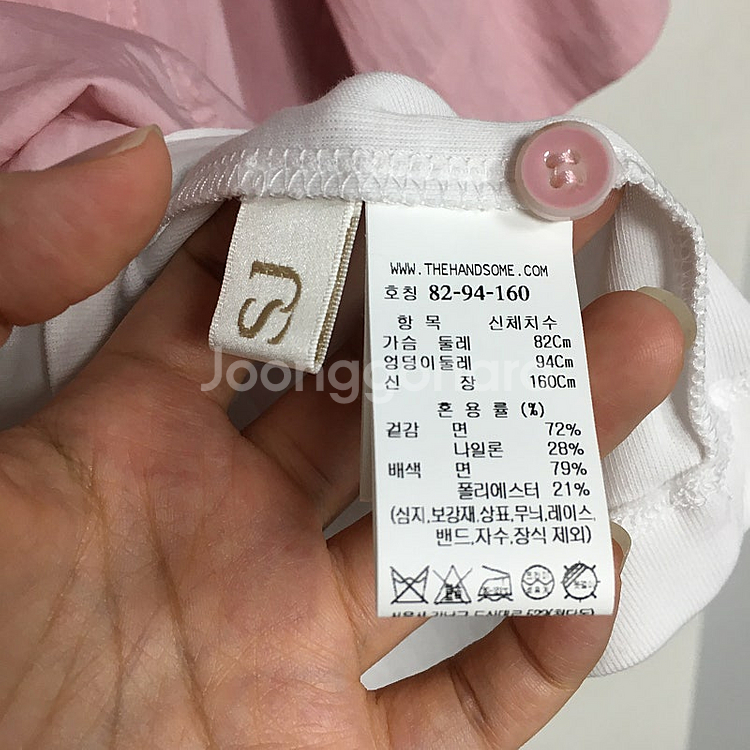 SJ
WWW.THEHANDSOME.COM
호칭 82-94-160
항 목 신체치수
가슴 둘레 82Cm
엉덩이둘레 94Cm
신 장 160Cm
혼 용 률 (%)
겉감 면 72%
나일론 28%
배색 면 79%
폴리에스터 21%
(심지,보강재,상표,무늬,레이스,
밴드,자수,장식 제외)
Joonggonara